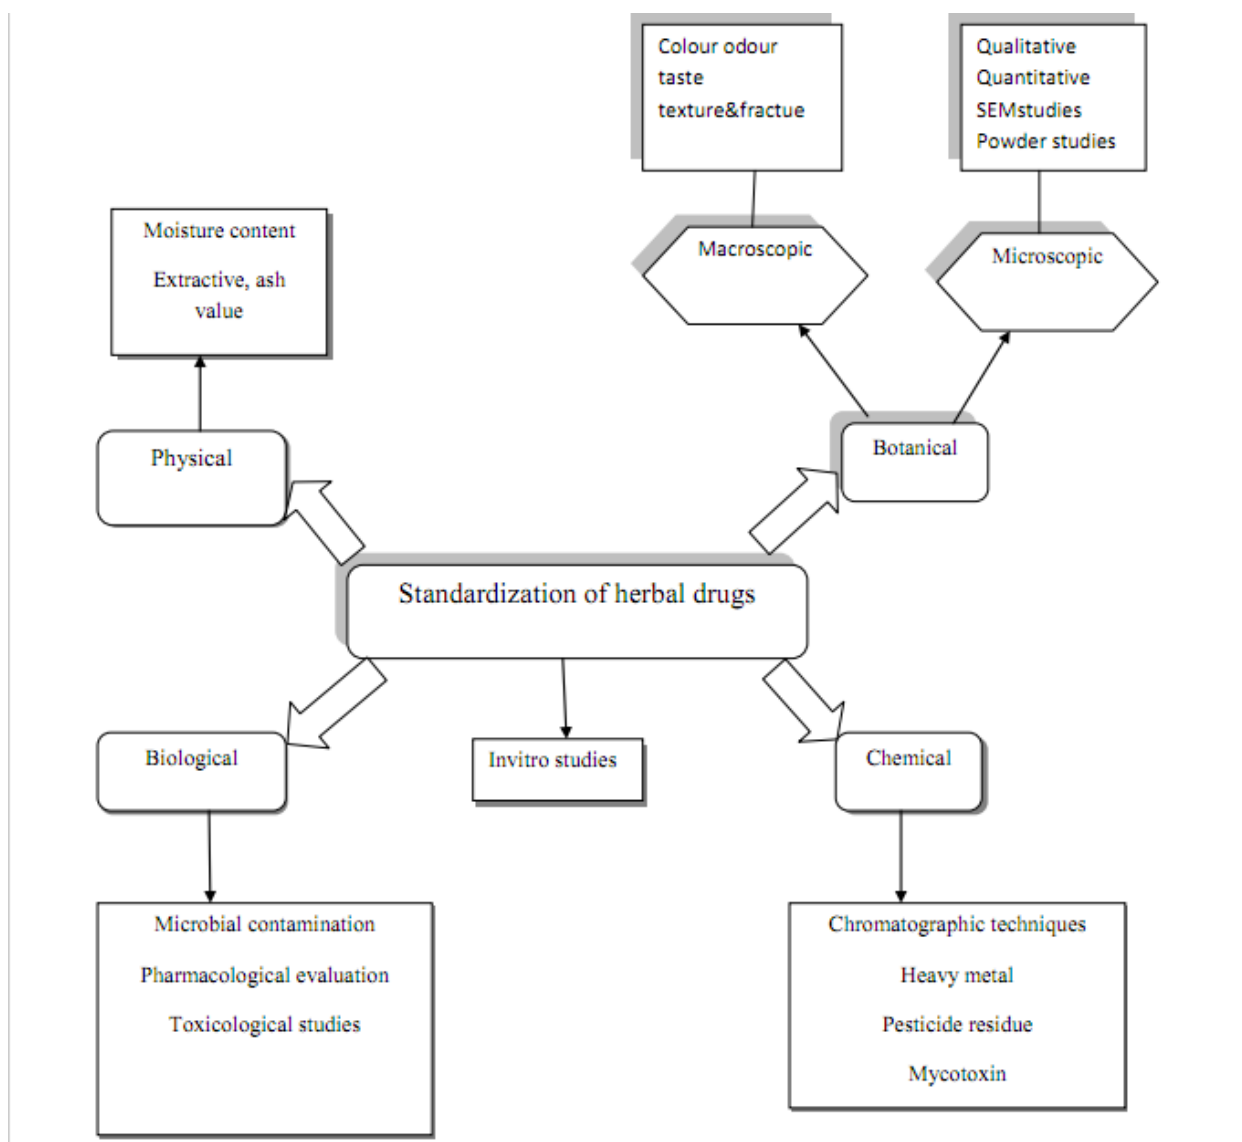 Colour odour
taste
texture&fractue
Qualitative
Quantitative
SEMstudies
Powder studies
Moisture content
Extractive, ash
value
Macroscopic
Microscopic
Physical
Botanical
Standardization of herbal drugs
Biological
Invitro studies
Chemical
Microbial contamination
Pharmacological evaluation
Toxicological studies
Chromatographic techniques
Heavy metal
Pesticide residue
Mycotoxin